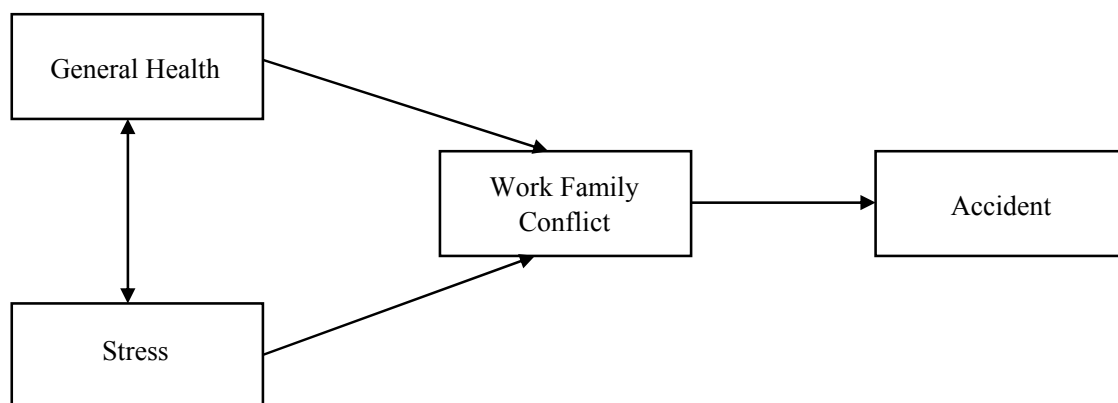 General Health
Work Family
Conflict
Accident
Stress